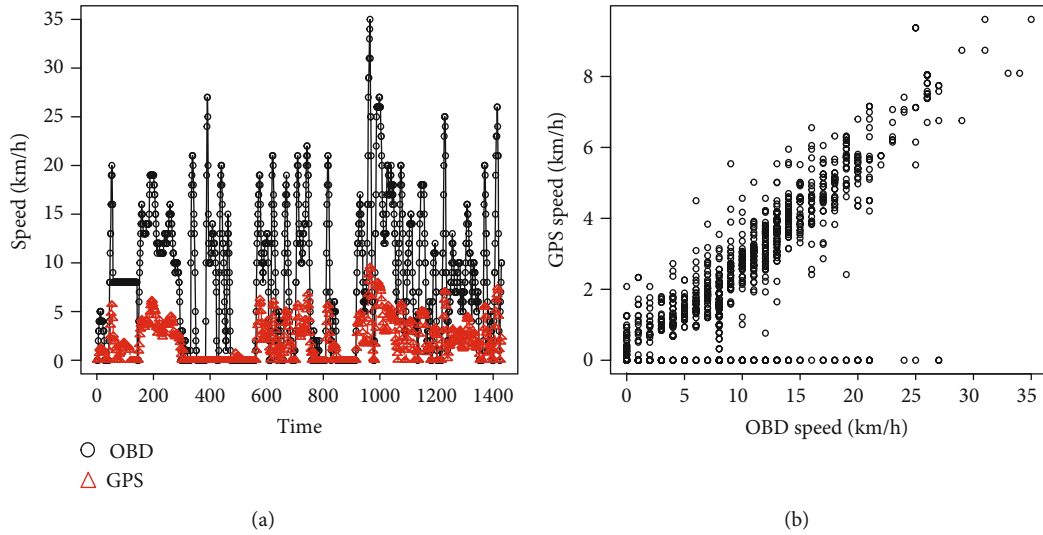 35
30
25
20
15
10
5
0
Speed (km/h)
0 200 400 600 800 1000 1200 1400
Time
OBD
GPS
(a)
8
6
4
2
0
GPS speed (km/h)
0 5 10 15 20 25 30 35
OBD speed (km/h)
(b)